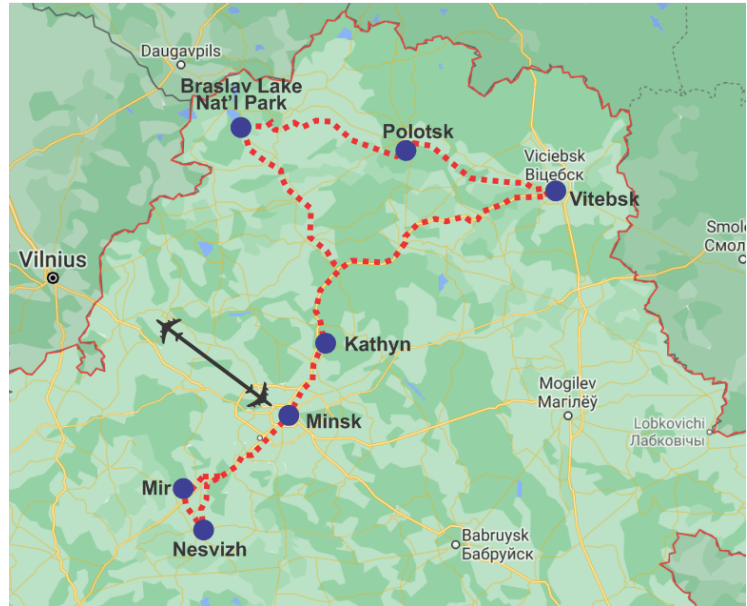 Daugavpils
Braslav Lake
Nat'l Park
Polotsk
Viciebsk
Віцебск
Vitebsk
Smole
Смол
Vilnius
Kathyn
Mogilev
Магілёў
Minsk
Lobkovichi
Лабковічы
Mir
Nesvizh
Babruysk
Бабруйск